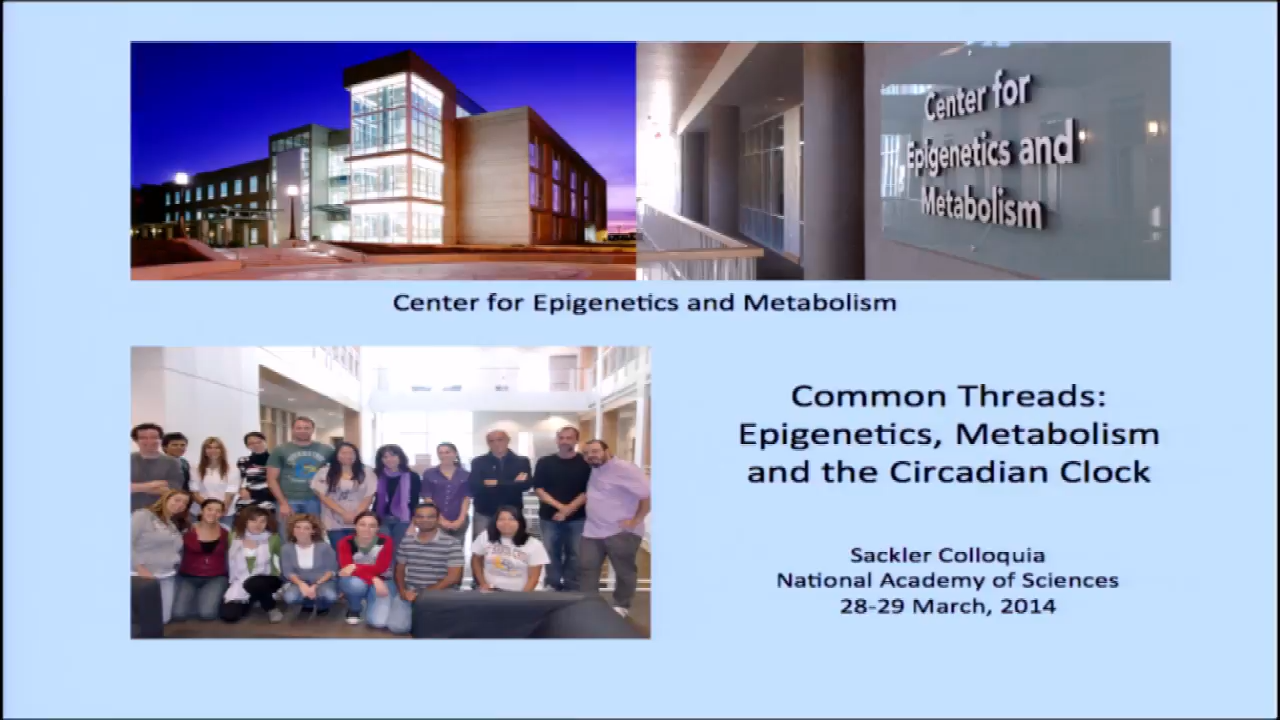 Center for
Epigenetics and
Metabolism
Center for Epigenetics and Metabolism
Common Threads:
Epigenetics, Metabolism
and the Circadian Clock
Sackler Colloquia
National Academy of Sciences
28-29 March, 2014